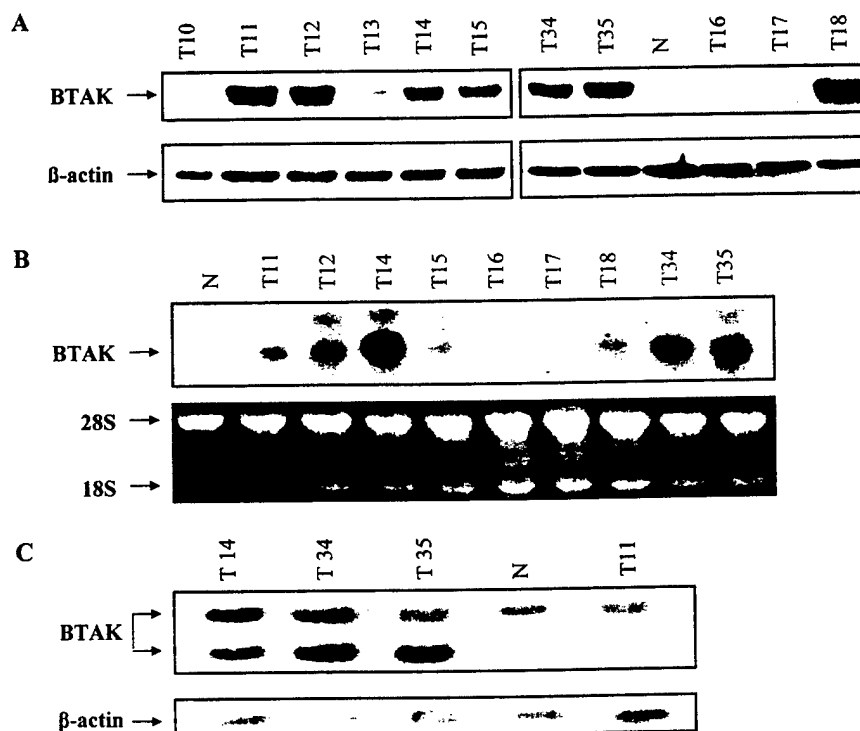 A
T10 T11 T12 T13 T14 T15 T34 T35 N T16 T17 T18
BTAK →
ß-actin →
B
N T11 T12 T14 T15 T16 T17 T18 T34 T35
BTAK →
28S →
18S →
C
T 14 T 34 T 35 N T11
BTAK
β-actin →